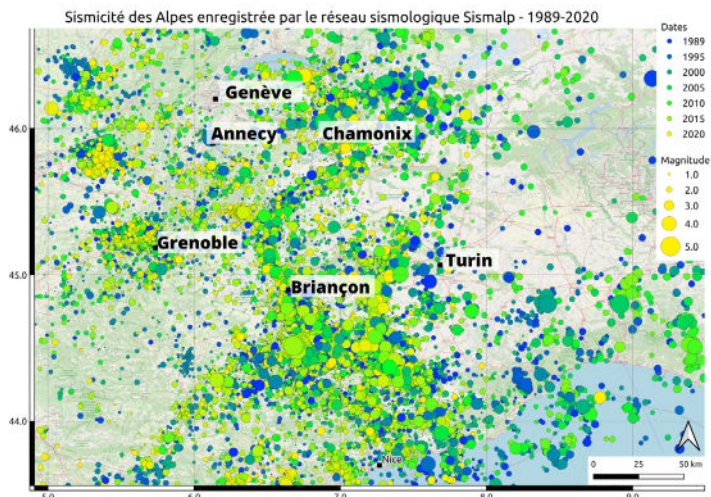 Sismicité des Alpes enregistrée par le réseau sismologique Sismalp - 1989-2020
Dates
1989
1995
2000
2005
2010
2015
2020
Magnitude
1.0
2.0
3.0
4.0
5.0
Genève
46.0
Annecy
Chamonix
Grenoble
Turin
45.0
Briançon
44.0
Nice
0 25 50 km
5.0 6.0 7.0 8.0 9.0